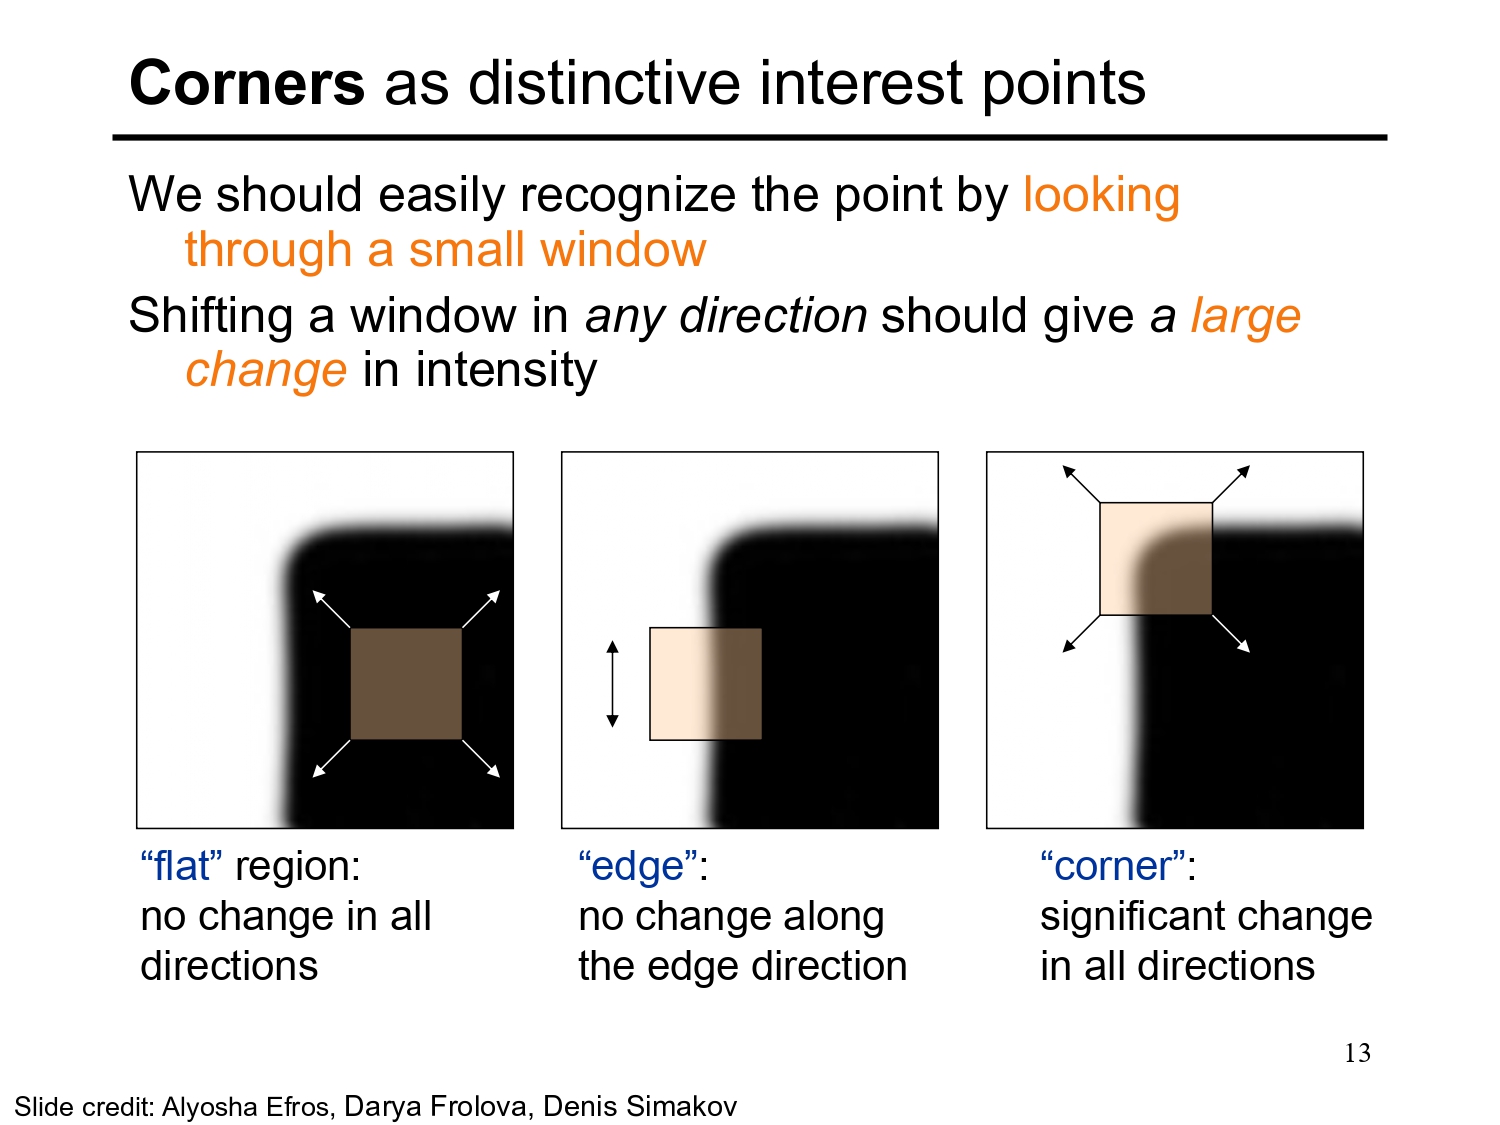 Corners as distinctive interest points
We should easily recognize the point by looking
through a small window
Shifting a window in any direction should give a large
change in intensity
“flat” region:
no change in all
directions
“edge”:
no change along
the edge direction
“corner”:
significant change
in all directions
13
Slide credit: Alyosha Efros, Darya Frolova, Denis Simakov